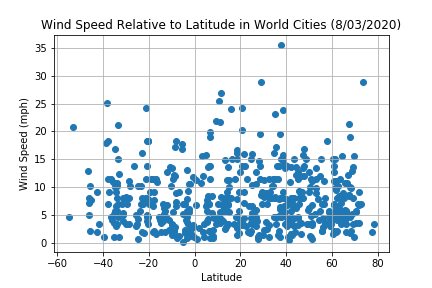 Wind Speed Relative to Latitude in World Cities (8/03/2020)
35
30
25
20
15
10
5
0
Wind Speed (mph)
−60 −40 −20 0 20 40 60 80
Latitude